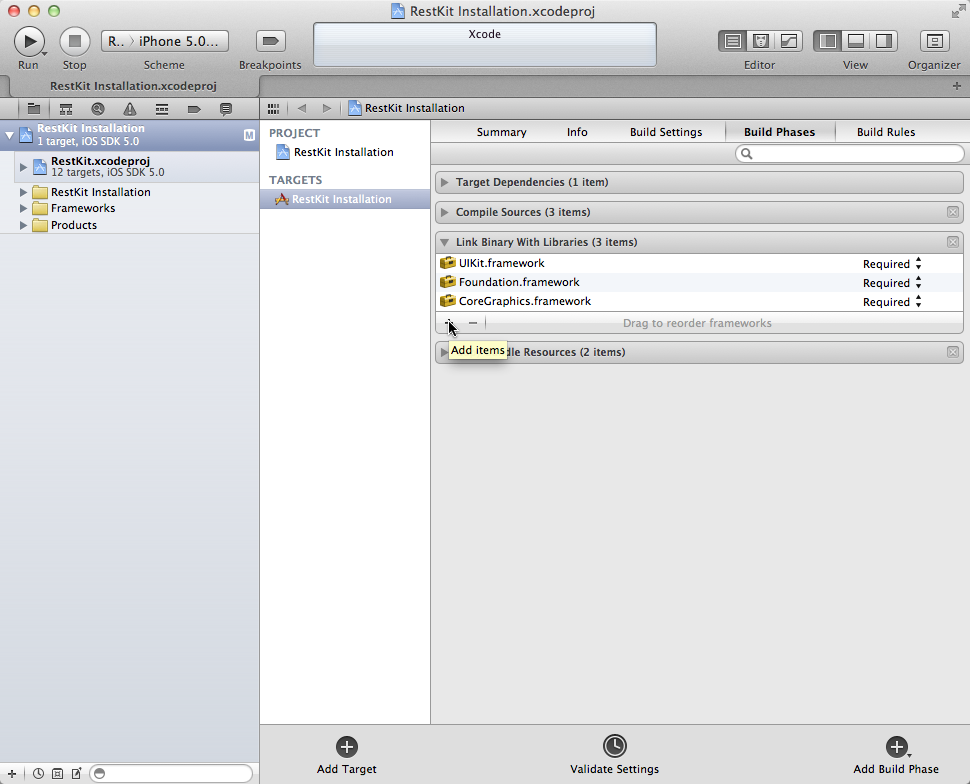 RestKit Installation.xcodeproj
R.. 〉 iPhone 5.0...
Xcode
Run
Stop
Scheme
Breakpoints
Editor
View
Organizer
RestKit Installation.xcodeproj
RestKit Installation
RestKit Installation
M
1 target, iOS SDK 5.0
RestKit.xcodeproj
12 targets, iOS SDK 5.0
RestKit Installation
Frameworks
Products
PROJECT
RestKit Installation
TARGETS
RestKit Installation
Summary
Info
Build Settings
Build Phases
Build Rules
Target Dependencies (1 item)
Compile Sources (3 items)
Link Binary With Libraries (3 items)
UIKit.framework
Required
Foundation.framework
Required
CoreGraphics.framework
Required
Drag to reorder frameworks
Add items
dle Resources (2 items)
Add Target
Validate Settings
Add Build Phase